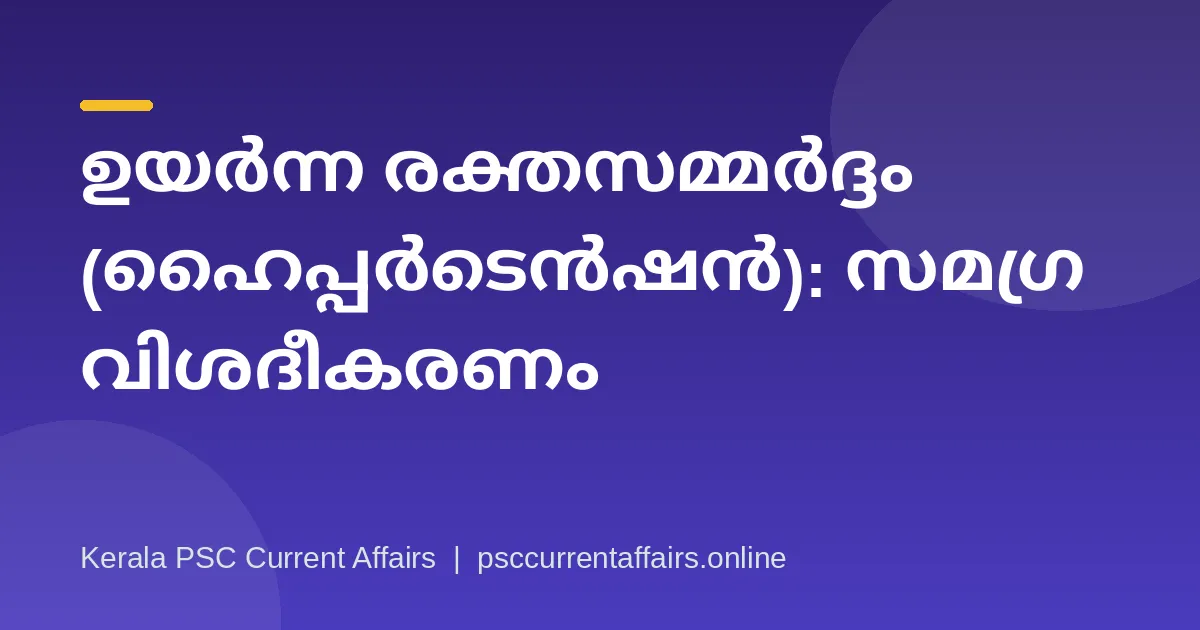 ഉയർന്ന രക്തസമ്മർദ്ദം
(ഹൈപ്പർടെൻഷൻ): സമഗ്ര
വിശദീകരണം
Kerala PSC Current Affairs | psccurrentaffairs.online